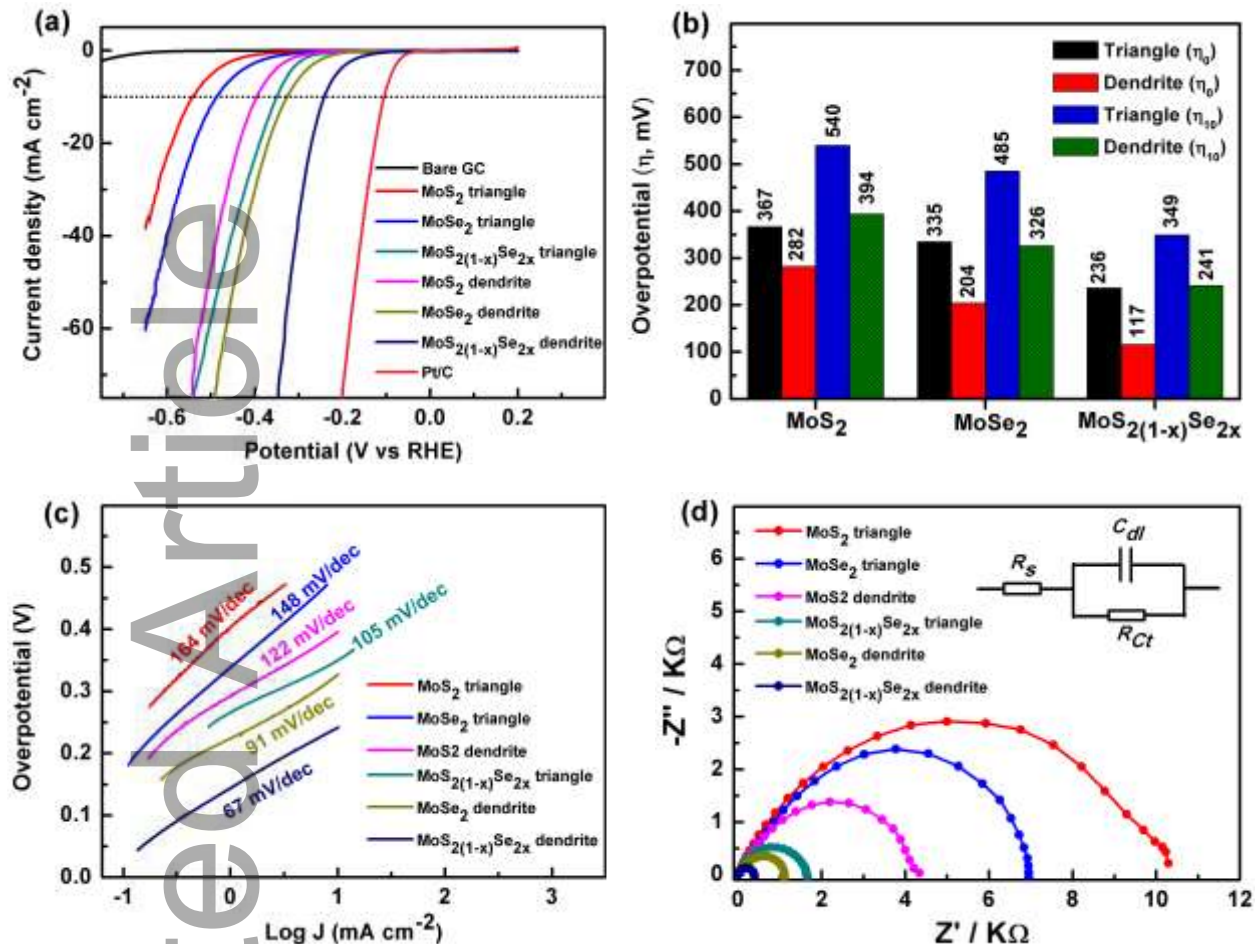 (a)
Current density (mA cm-2)
0
-20
-40
-60
-0.6 -0.4 -0.2 0.0 0.2
Potential (V vs RHE)
Bare GC
MoS2 triangle
MoSe2 triangle
MoS2(1-x)Se2x triangle
MoS2 dendrite
MoSe2 dendrite
MoS2(1-x)Se2x dendrite
Pt/C
(b)
Overpotential (η, mV)
700
600
500
400
300
200
100
0
Triangle (η0)
Dendrite (η0)
Triangle (η10)
Dendrite (η10)
367 282 540 394
335 204 485 326
236 117 349 241
MoS2 MoSe2 MoS2(1-x)Se2x
(c)
Overpotential (V)
0.5
0.4
0.3
0.2
0.1
0.0
-1 0 1 2 3
Log J (mA cm-2)
164 mV/dec
148 mV/dec
122 mV/dec
105 mV/dec
91 mV/dec
67 mV/dec
MoS2 triangle
MoSe2 triangle
MoS2 dendrite
MoS2(1-x)Se2x triangle
MoSe2 dendrite
MoS2(1-x)Se2x dendrite
(d)
-Z'' / KΩ
6
5
4
3
2
1
0
0 2 4 6 8 10 12
Z' / KΩ
MoS2 triangle
MoSe2 triangle
MoS2 dendrite
MoS2(1-x)Se2x triangle
MoSe2 dendrite
MoS2(1-x)Se2x dendrite
Rs
Cdl
RCt
ed Article